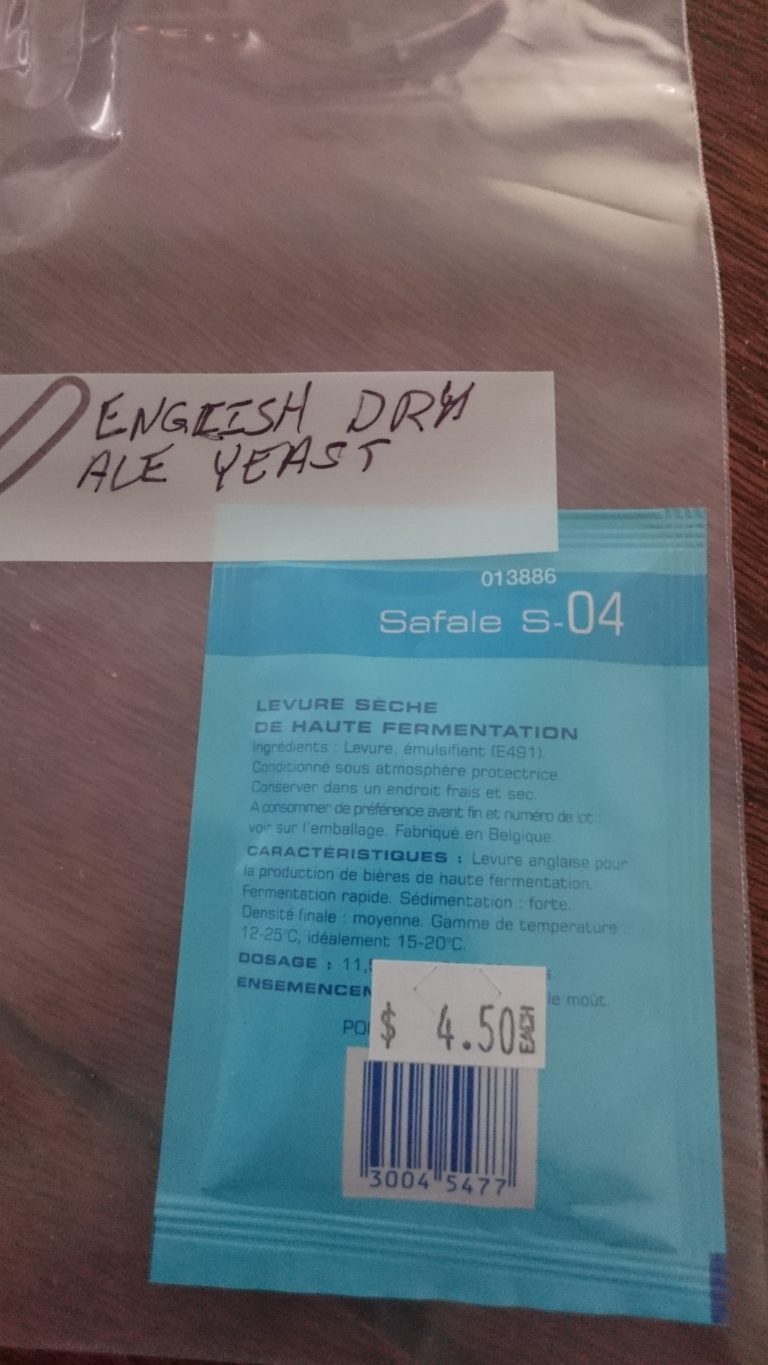 ENGLISH DRY
ALE YEAST
013886
Safale S-04
LEVURE SÈCHE
DE HAUTE FERMENTATION
Ingrédients : Levure, émulsifiant (E491).
Conditionné sous atmosphère protectrice.
Conserver dans un endroit frais et sec.
A consommer de préférence avant fin et numéro de lot :
voir sur l'emballage. Fabriqué en Belgique.
CARACTÉRISTIQUES : Levure anglaise pour
la production de bières de haute fermentation.
Fermentation rapide. Sédimentation : forte.
Densité finale : moyenne. Gamme de température :
12-25°C, idéalement 15-20°C.
DOSAGE : 11,
le moût.
$ 4.50 EACH
3004 5477